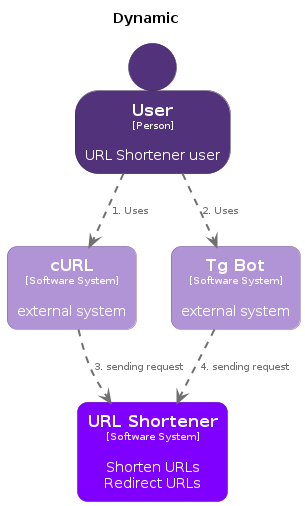 Dynamic
User
[Person]
URL Shortener user
1. Uses
2. Uses
cURL
[Software System]
external system
Tg Bot
[Software System]
external system
3. sending request
4. sending request
URL Shortener
[Software System]
Shorten URLs
Redirect URLs